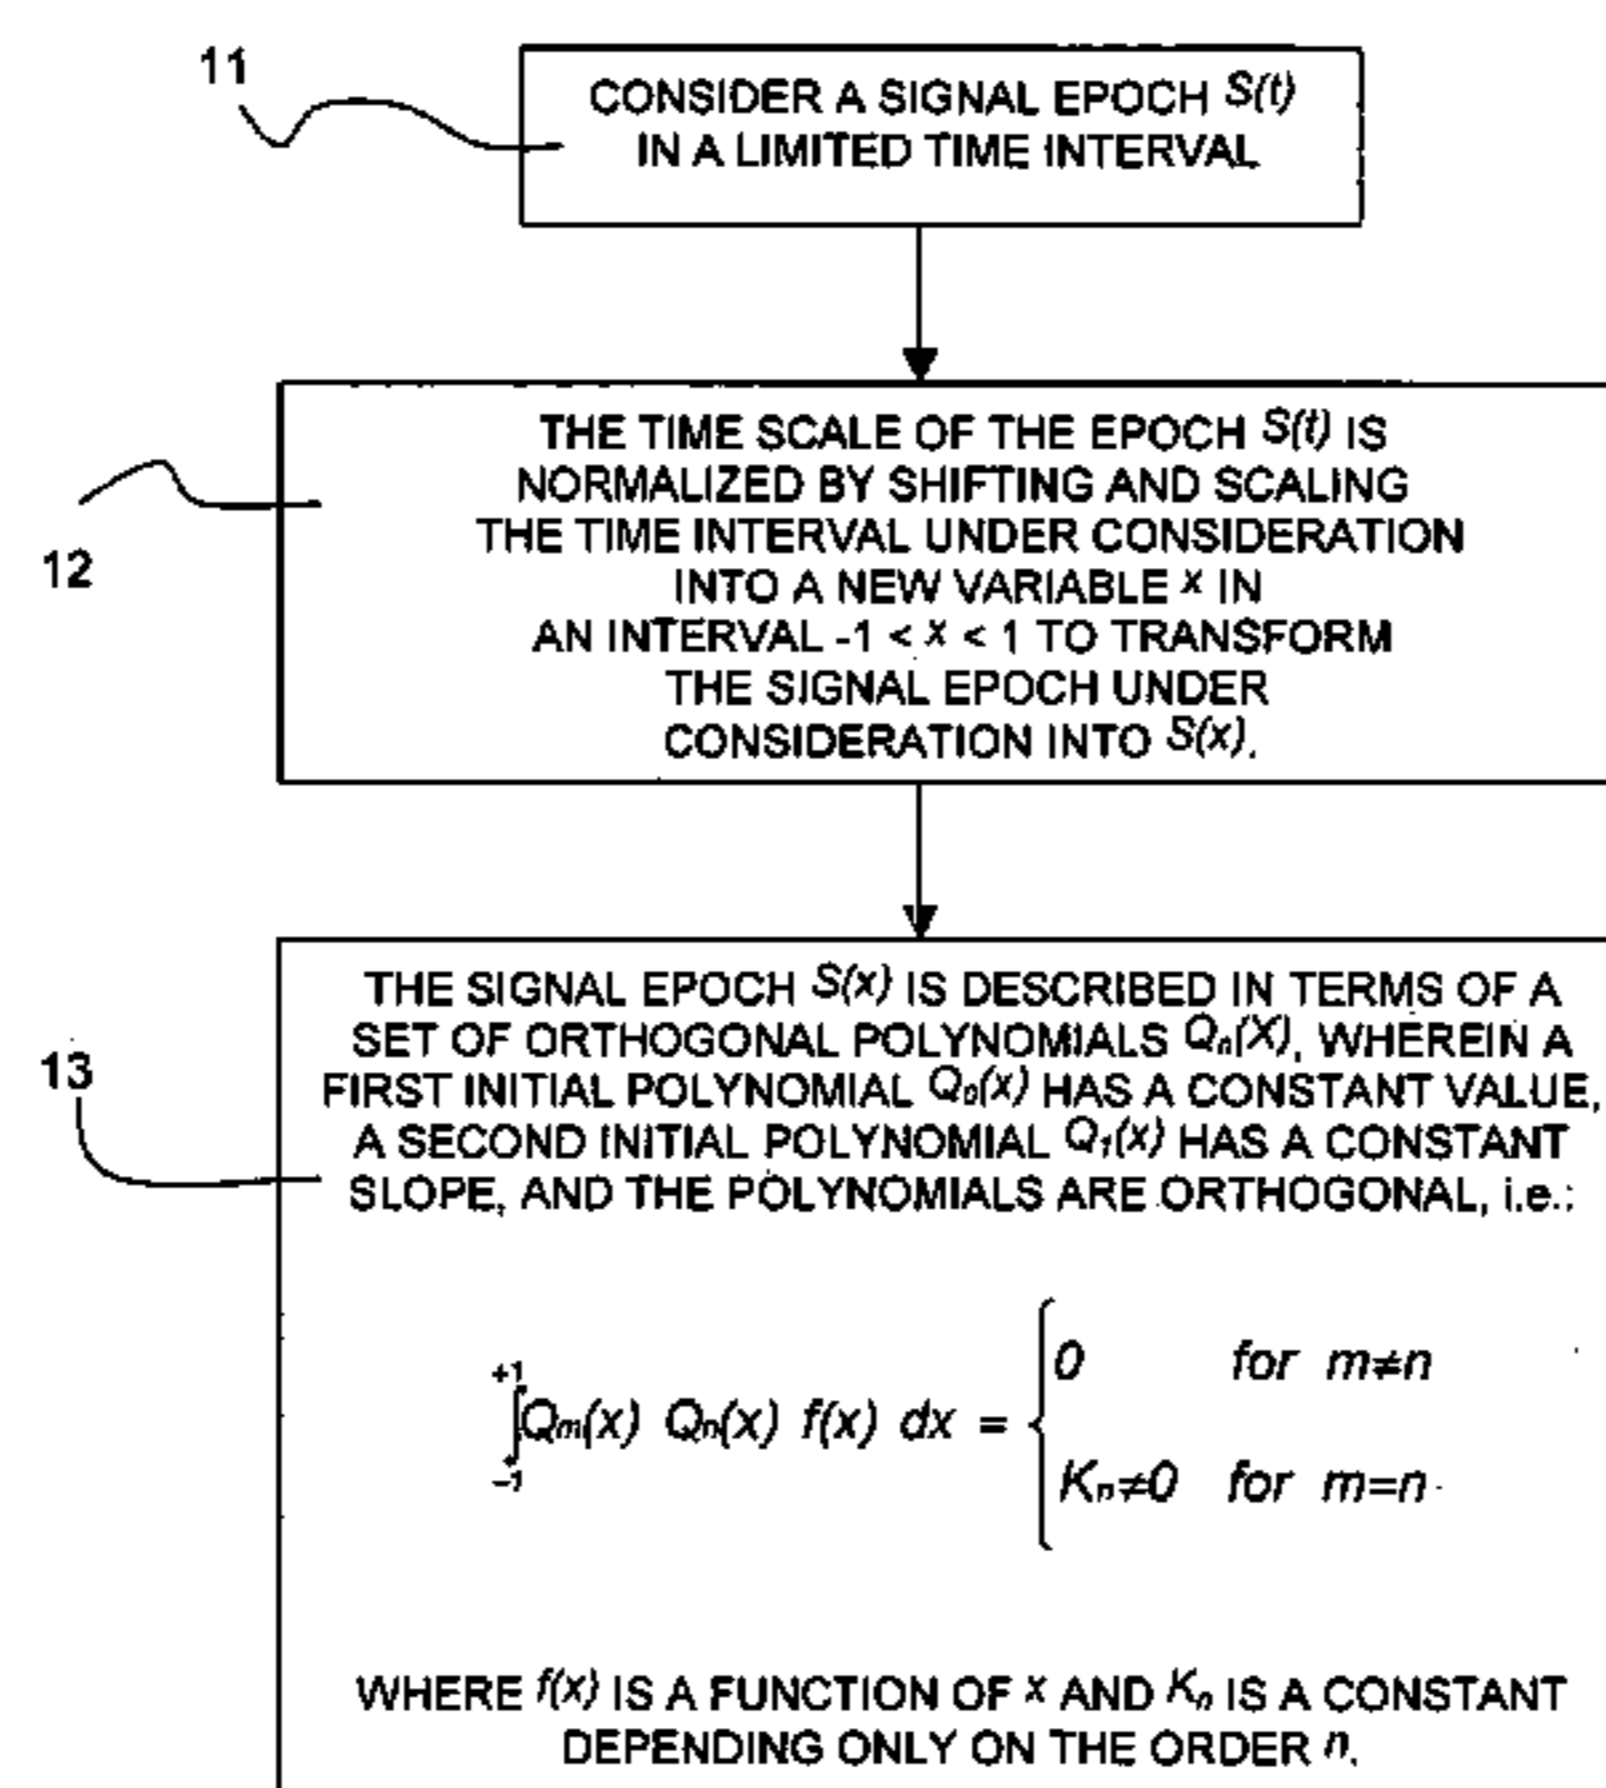 11
CONSIDER A SIGNAL EPOCH S(t)
IN A LIMITED TIME INTERVAL
12
THE TIME SCALE OF THE EPOCH S(t) IS
NORMALIZED BY SHIFTING AND SCALING
THE TIME INTERVAL UNDER CONSIDERATION
INTO A NEW VARIABLE x IN
AN INTERVAL -1 < x < 1 TO TRANSFORM
THE SIGNAL EPOCH UNDER
CONSIDERATION INTO S(x).
13
THE SIGNAL EPOCH S(x) IS DESCRIBED IN TERMS OF A
SET OF ORTHOGONAL POLYNOMIALS Qn(X), WHEREIN A
FIRST INITIAL POLYNOMIAL Q0(x) HAS A CONSTANT VALUE,
A SECOND INITIAL POLYNOMIAL Q1(x) HAS A CONSTANT
SLOPE, AND THE POLYNOMIALS ARE ORTHOGONAL, i.e.:
+1
0 for m≠n
∫Qm(x) Qn(x) f(x) dx =
-1
Kn≠0 for m=n
WHERE f(x) IS A FUNCTION OF x AND Kn IS A CONSTANT
DEPENDING ONLY ON THE ORDER n.